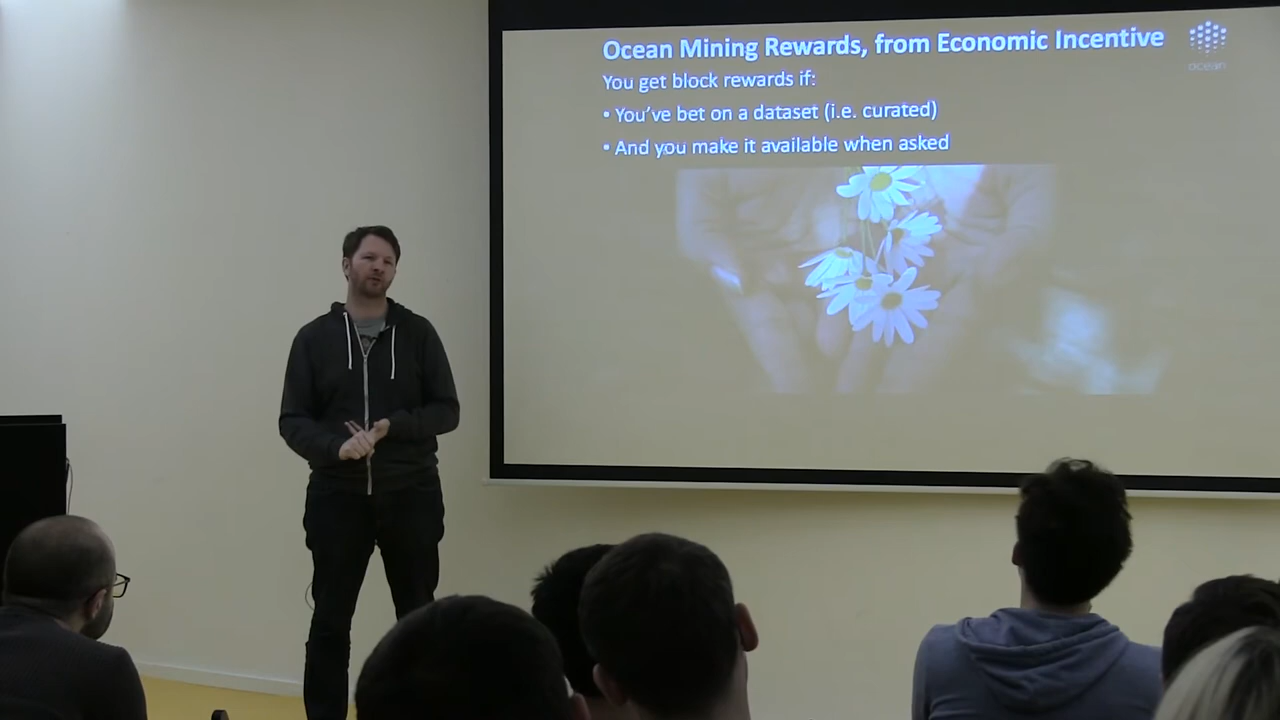 Ocean Mining Rewards, from Economic Incentive
ocean
You get block rewards if:
• You've bet on a dataset (i.e. curated)
• And you make it available when asked